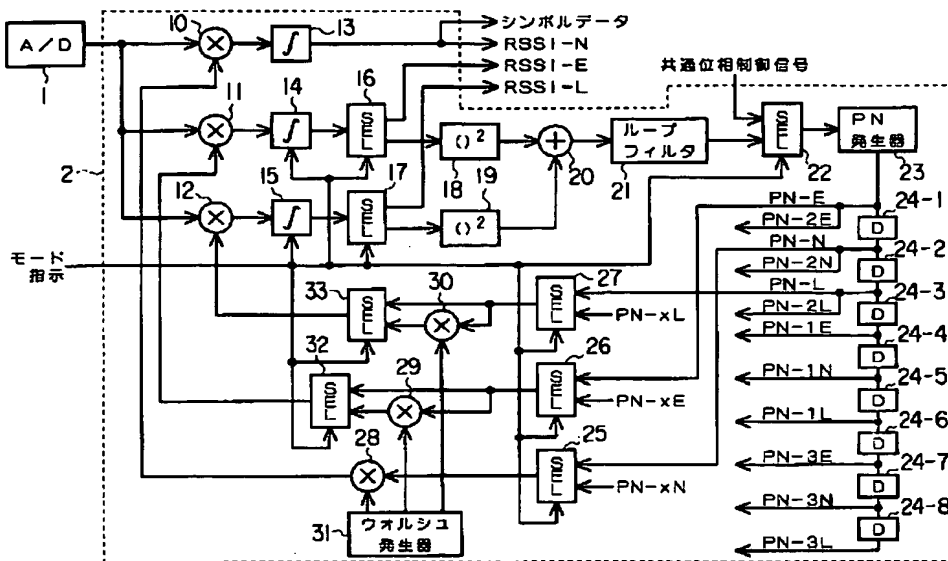 A/D
1
2
10
13
シンボルデータ
RSSI-N
RSSI-E
RSSI-L
共通位相制御信号
11
14
16
SEL
( )²
18
20
ループ
フィルタ
21
SEL
22
PN
発生器
23
12
15
17
SEL
19
( )²
モード
指示
PN-E
PN-2E
PN-N
PN-2N
PN-L
PN-2L
PN-1E
PN-1N
PN-1L
PN-3E
PN-3N
PN-3L
24-1
D
24-2
D
24-3
D
24-4
D
24-5
D
24-6
D
24-7
D
24-8
D
33
SEL
30
27
SEL
PN-xL
32
SEL
29
26
SEL
PN-xE
28
25
SEL
PN-xN
31
ウォルシュ
発生器